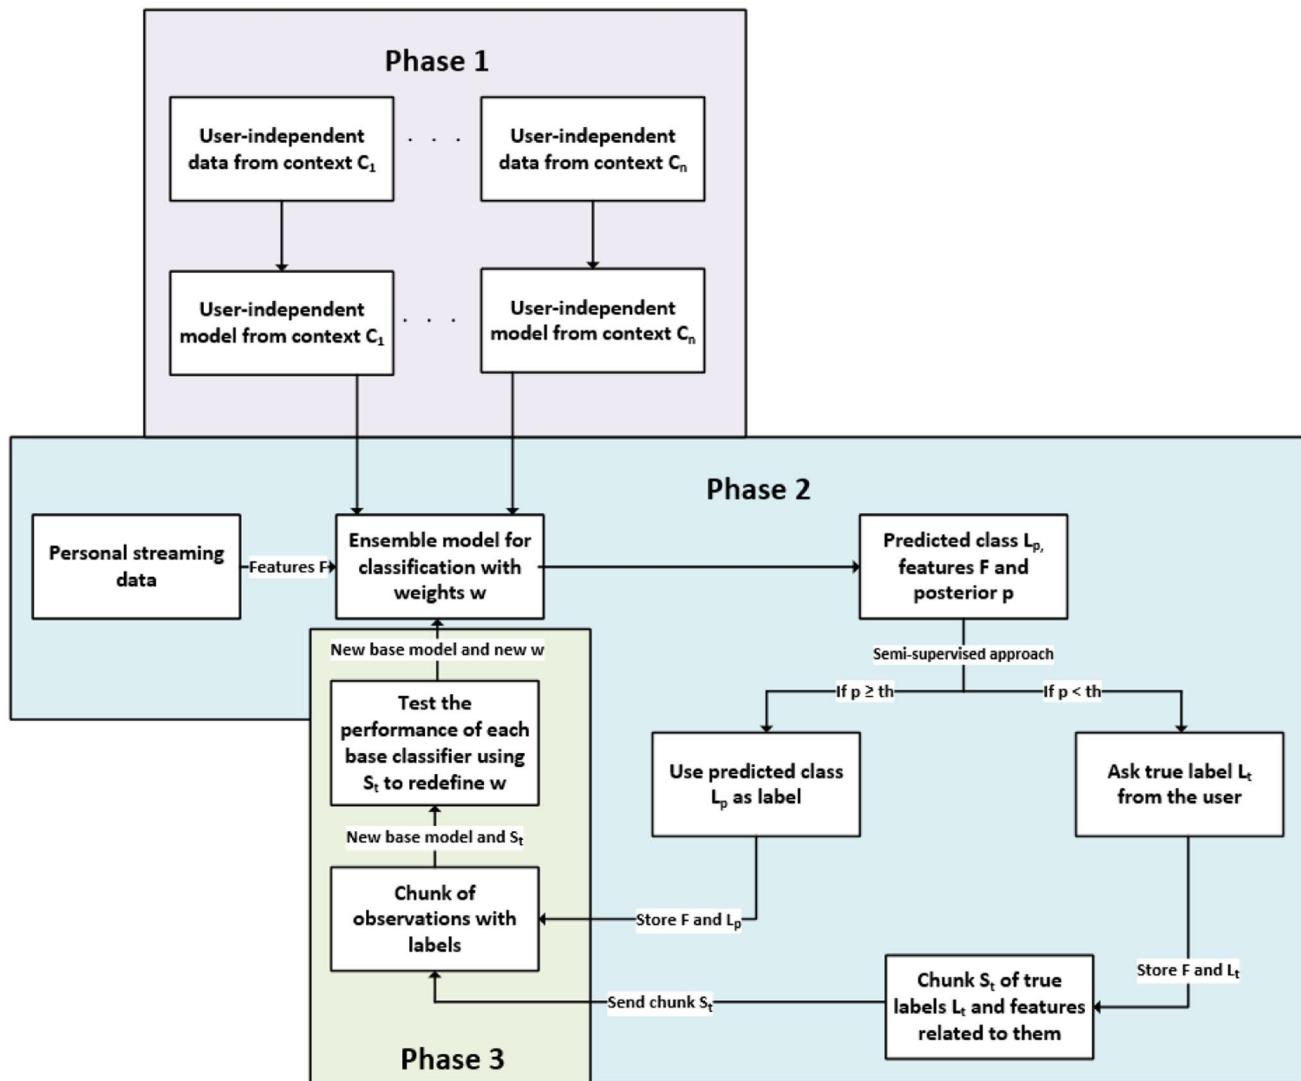 Phase 1
User-independent
data from context C₁
. . .
User-independent
data from context Cₙ
User-independent
model from context C₁
. . .
User-independent
model from context Cₙ
Phase 2
Personal streaming
data
Features F
Ensemble model for
classification with
weights w
Predicted class Lₚ,
features F and
posterior p
New base model and new w
Semi-supervised approach
If p ≥ th
If p < th
Test the
performance of each
base classifier using
Sₜ to redefine w
Use predicted class
Lₚ as label
Ask true label Lₜ
from the user
New base model and Sₜ
Chunk of
observations with
labels
Store F and Lₚ
Store F and Lₜ
Chunk Sₜ of true
labels Lₜ and features
related to them
Send chunk Sₜ
Phase 3